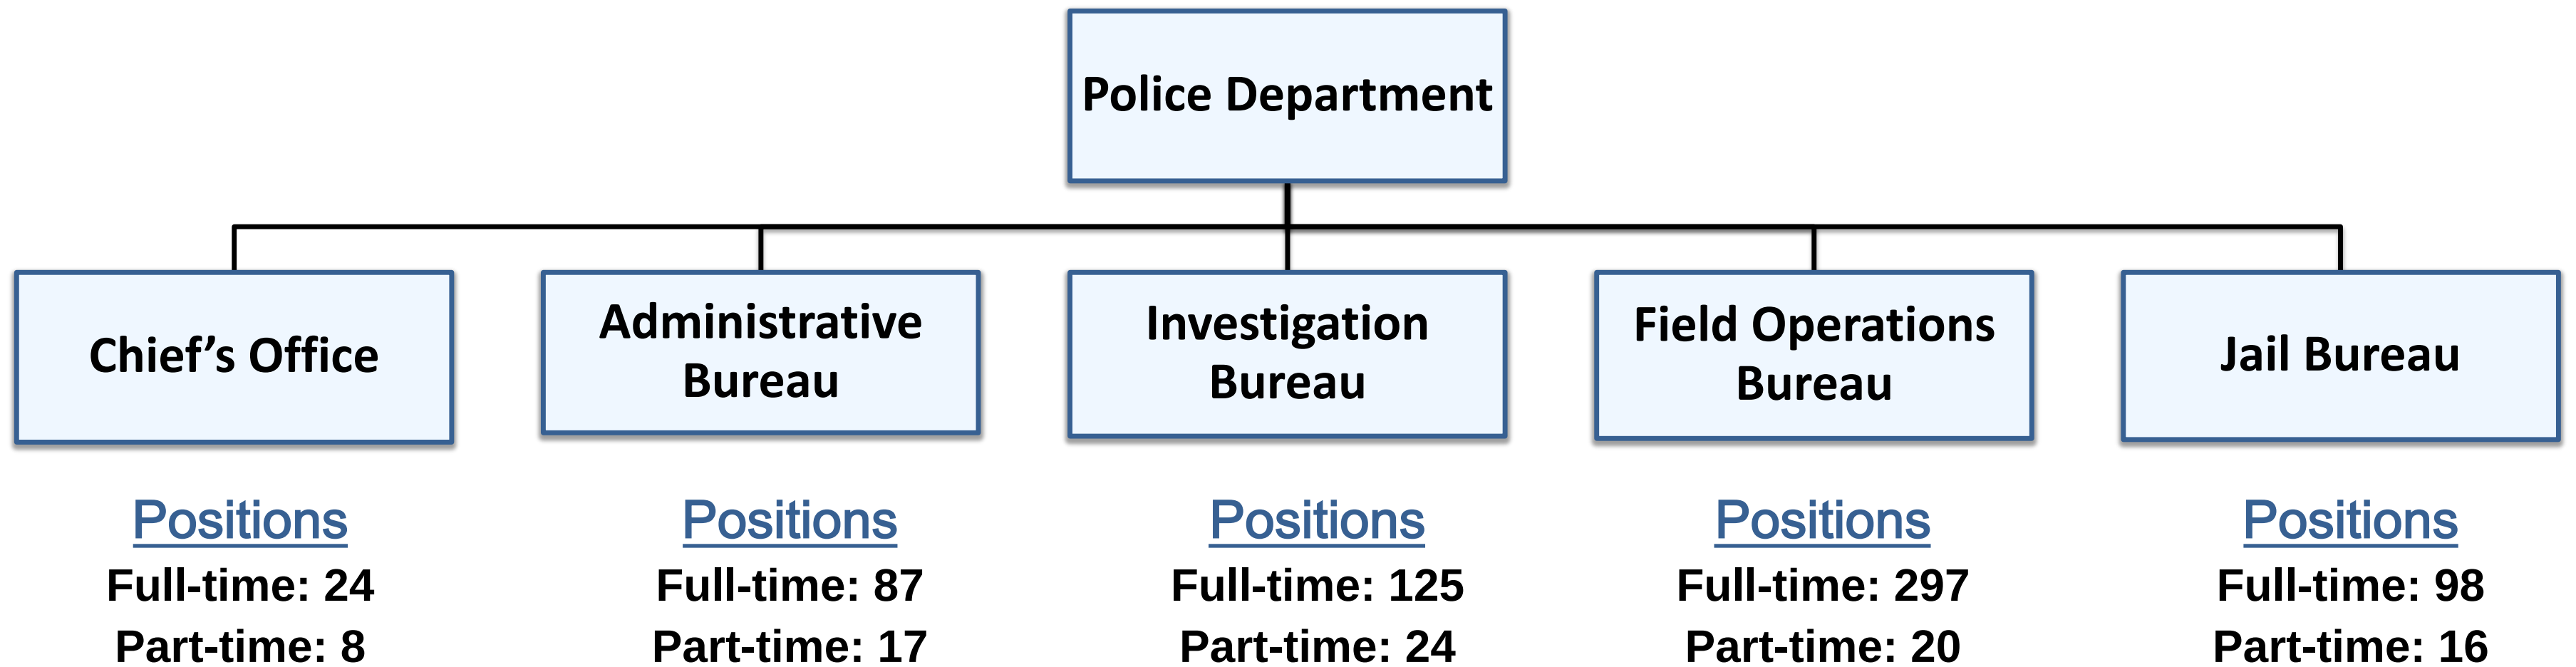 Police Department
Chief’s Office
Administrative
Bureau
Investigation
Bureau
Field Operations
Bureau
Jail Bureau
Positions
Full-time: 24
Part-time: 8
Positions
Full-time: 87
Part-time: 17
Positions
Full-time: 125
Part-time: 24
Positions
Full-time: 297
Part-time: 20
Positions
Full-time: 98
Part-time: 16